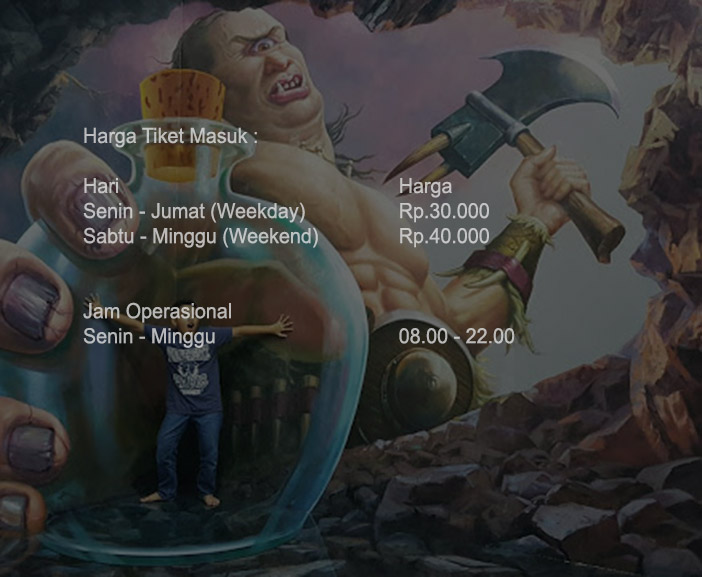 Harga Tiket Masuk :
Hari Harga
Senin - Jumat (Weekday) Rp.30.000
Sabtu - Minggu (Weekend) Rp.40.000
Jam Operasional
Senin - Minggu 08.00 - 22.00